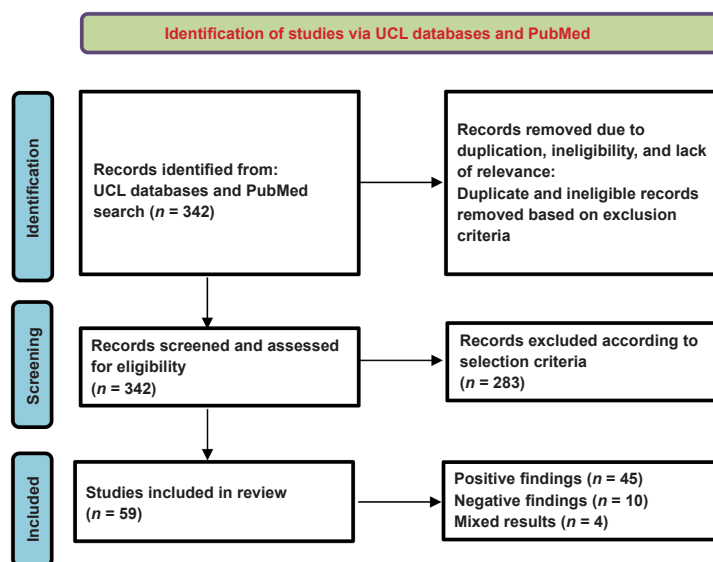 Identification of studies via UCL databases and PubMed
Identification
Records identified from:
UCL databases and PubMed
search (n = 342)
Records removed due to
duplication, ineligibility, and lack
of relevance:
Duplicate and ineligible records
removed based on exclusion
criteria
Screening
Records screened and assessed
for eligibility
(n = 342)
Records excluded according to
selection criteria
(n = 283)
Included
Studies included in review
(n = 59)
Positive findings (n = 45)
Negative findings (n = 10)
Mixed results (n = 4)